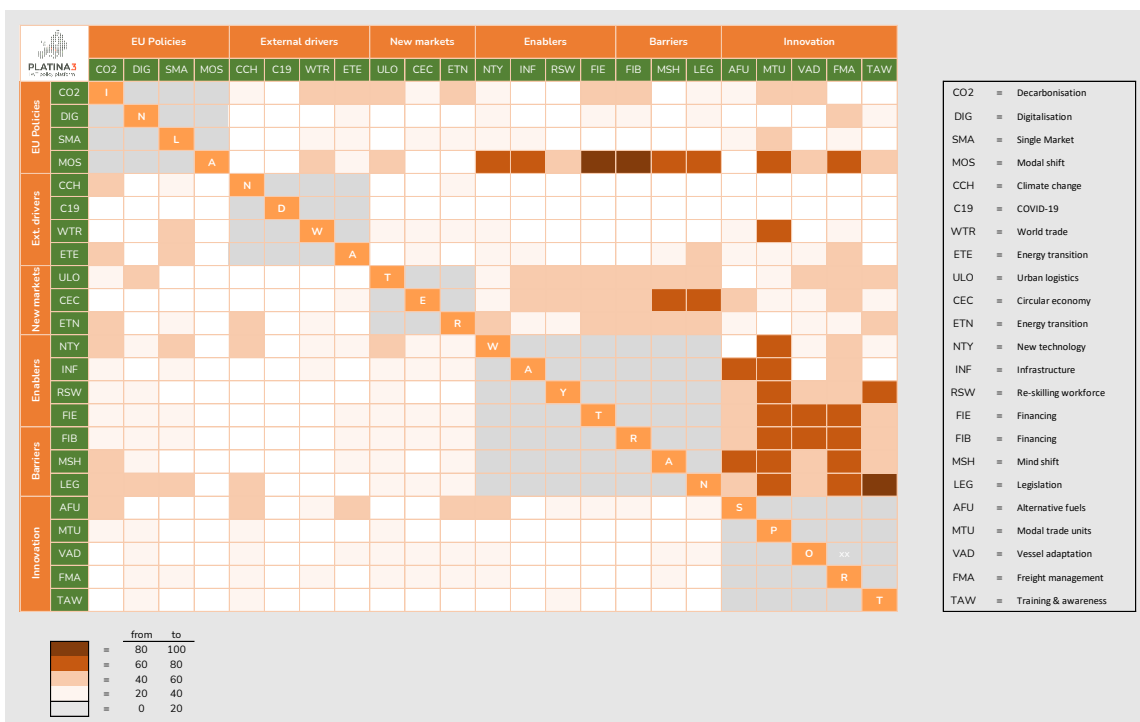 EU Policies External drivers New markets Enablers Barriers Innovation
PLATINA3
IWT policy platform
CO2 DIG SMA MOS CCH C19 WTR ETE ULO CEC ETN NTY INF RSW FIE FIB MSH LEG AFU MTU VAD FMA TAW
EU Policies
CO2 I
DIG N
SMA L
MOS A
Ext. drivers
CCH N
C19 D
WTR W
ETE A
New markets
ULO T
CEC E
ETN R
Enablers
NTY W
INF A
RSW Y
FIE T
Barriers
FIB R
MSH A
LEG N
Innovation
AFU S
MTU P
VAD O xx
FMA R
TAW T
CO2 = Decarbonisation
DIG = Digitalisation
SMA = Single Market
MOS = Modal shift
CCH = Climate change
C19 = COVID-19
WTR = World trade
ETE = Energy transition
ULO = Urban logistics
CEC = Circular economy
ETN = Energy transition
NTY = New technology
INF = Infrastructure
RSW = Re-skilling workforce
FIE = Financing
FIB = Financing
MSH = Mind shift
LEG = Legislation
AFU = Alternative fuels
MTU = Modal trade units
VAD = Vessel adaptation
FMA = Freight management
TAW = Training & awareness
from to
= 80 100
= 60 80
= 40 60
= 20 40
= 0 20